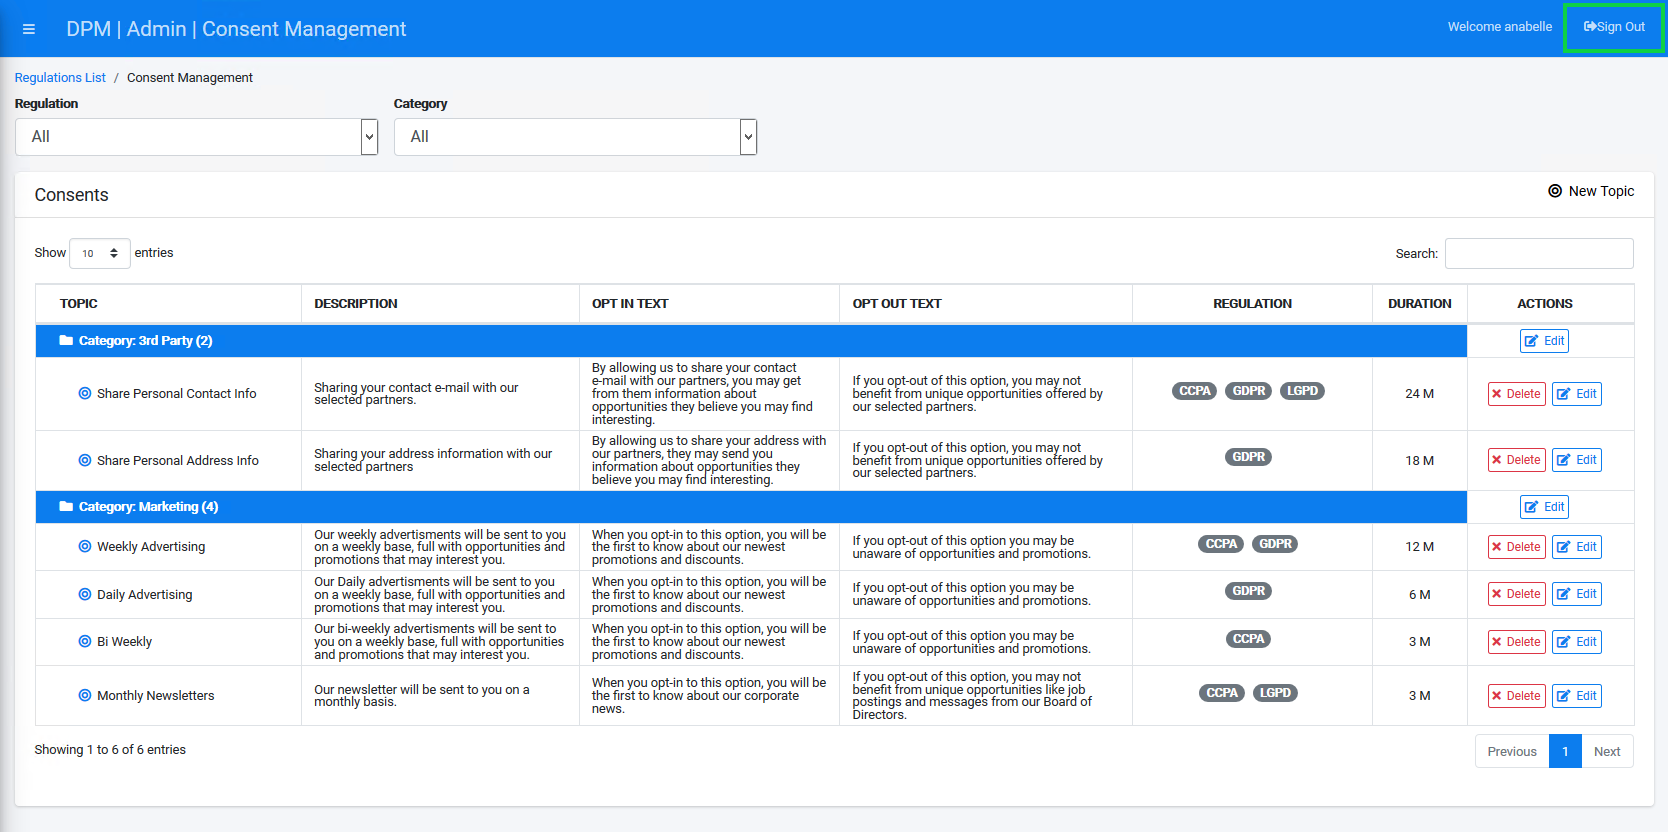 DPM | Admin | Consent Management
Welcome anabelle
Sign Out
Regulations List / Consent Management
Regulation
Category
All
All
Consents
New Topic
Show 10 entries
Search:
TOPIC DESCRIPTION OPT IN TEXT OPT OUT TEXT REGULATION DURATION ACTIONS
Category: 3rd Party (2)
Edit
Share Personal Contact Info
Sharing your contact e-mail with our
selected partners.
By allowing us to share your contact
e-mail with our partners, you may get
from them information about
opportunities they believe you may find
interesting.
If you opt-out of this option, you may not
benefit from unique opportunities offered by
our selected partners.
CCPA GDPR LGPD
24 M
Delete Edit
Share Personal Address Info
Sharing your address information with our
selected partners
By allowing us to share your address with
our partners, they may send you
information about opportunities they
believe you may find interesting.
If you opt-out of this option, you may not
benefit from unique opportunities offered by
our selected partners.
GDPR
18 M
Delete Edit
Category: Marketing (4)
Edit
Weekly Advertising
Our weekly advertisments will be sent to you
on a weekly base, full with opportunities and
promotions that may interest you.
When you opt-in to this option, you will be
the first to know about our newest
promotions and discounts.
If you opt-out of this option you may be
unaware of opportunities and promotions.
CCPA GDPR
12 M
Delete Edit
Daily Advertising
Our Daily advertisments will be sent to you
on a weekly base, full with opportunities and
promotions that may interest you.
When you opt-in to this option, you will be
the first to know about our newest
promotions and discounts.
If you opt-out of this option you may be
unaware of opportunities and promotions.
GDPR
6 M
Delete Edit
Bi Weekly
Our bi-weekly advertisments will be sent to
you on a weekly base, full with opportunities
and promotions that may interest you.
When you opt-in to this option, you will be
the first to know about our newest
promotions and discounts.
If you opt-out of this option you may be
unaware of opportunities and promotions.
CCPA
3 M
Delete Edit
Monthly Newsletters
Our newsletter will be sent to you on a
monthly basis.
When you opt-in to this option, you will be
the first to know about our corporate
news.
If you opt-out of this option, you may not
benefit from unique opportunities like job
postings and messages from our Board of
Directors.
CCPA LGPD
3 M
Delete Edit
Showing 1 to 6 of 6 entries
Previous 1 Next